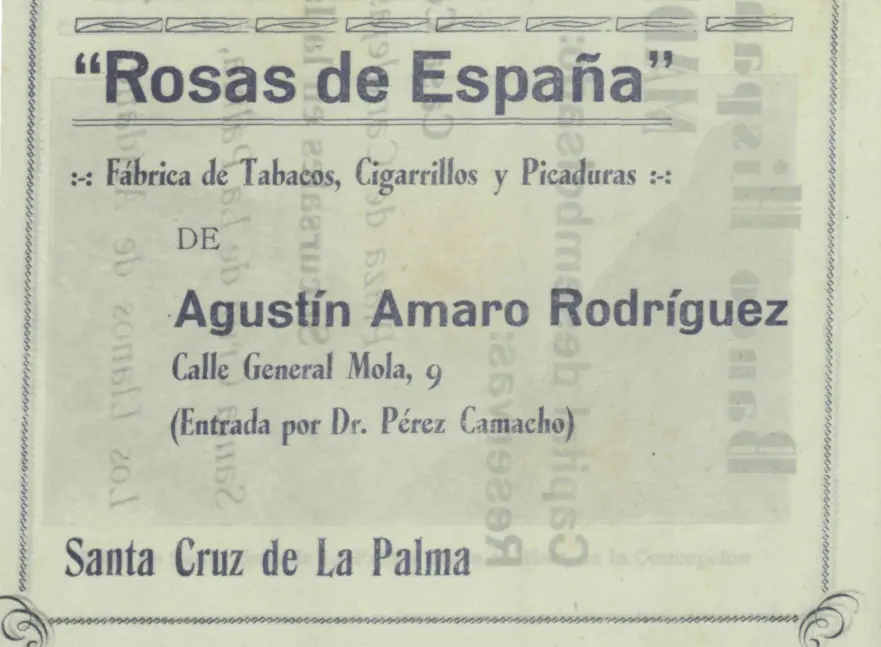 “Rosas de España”
:-: Fábrica de Tabacos, Cigarrillos y Picaduras :-:
DE
Agustín Amaro Rodríguez
Calle General Mola, 9
(Entrada por Dr. Pérez Camacho)
Santa Cruz de La Palma